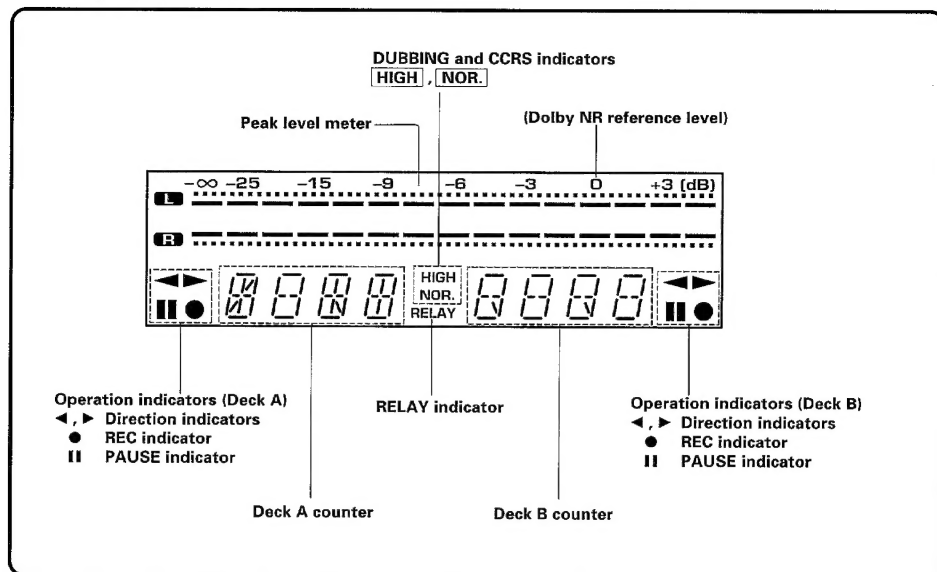 DUBBING and CCRS indicators
HIGH , NOR.
Peak level meter
(Dolby NR reference level)
-∞ -25 -15 -9 -6 -3 0 +3 (dB)
L
R
◄► HIGH ◄►
NOR.
II ● RELAY II ●
Operation indicators (Deck A)
◄ , ► Direction indicators
● REC indicator
II PAUSE indicator
RELAY indicator
Operation indicators (Deck B)
◄ , ► Direction indicators
● REC indicator
II PAUSE indicator
Deck A counter
Deck B counter